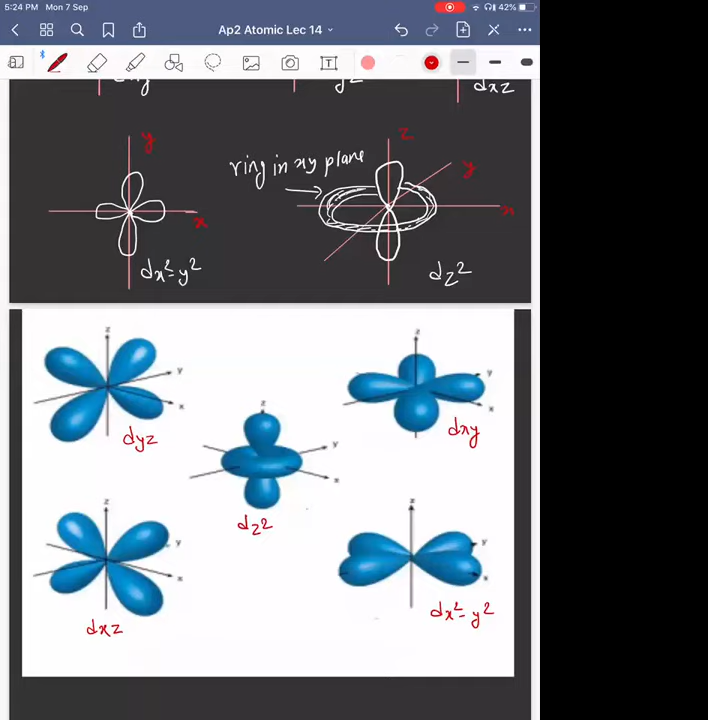 5:24 PM Mon 7 Sep
42%
Ap2 Atomic Lec 14
T
yz
dxz
y
x
dx²-y²
ring in xy plane
z
y
x
dz²
z
y
x
dyz
z
y
x
dxy
z
y
x
dz²
z
y
x
dxz
z
y
x
dx²-y²